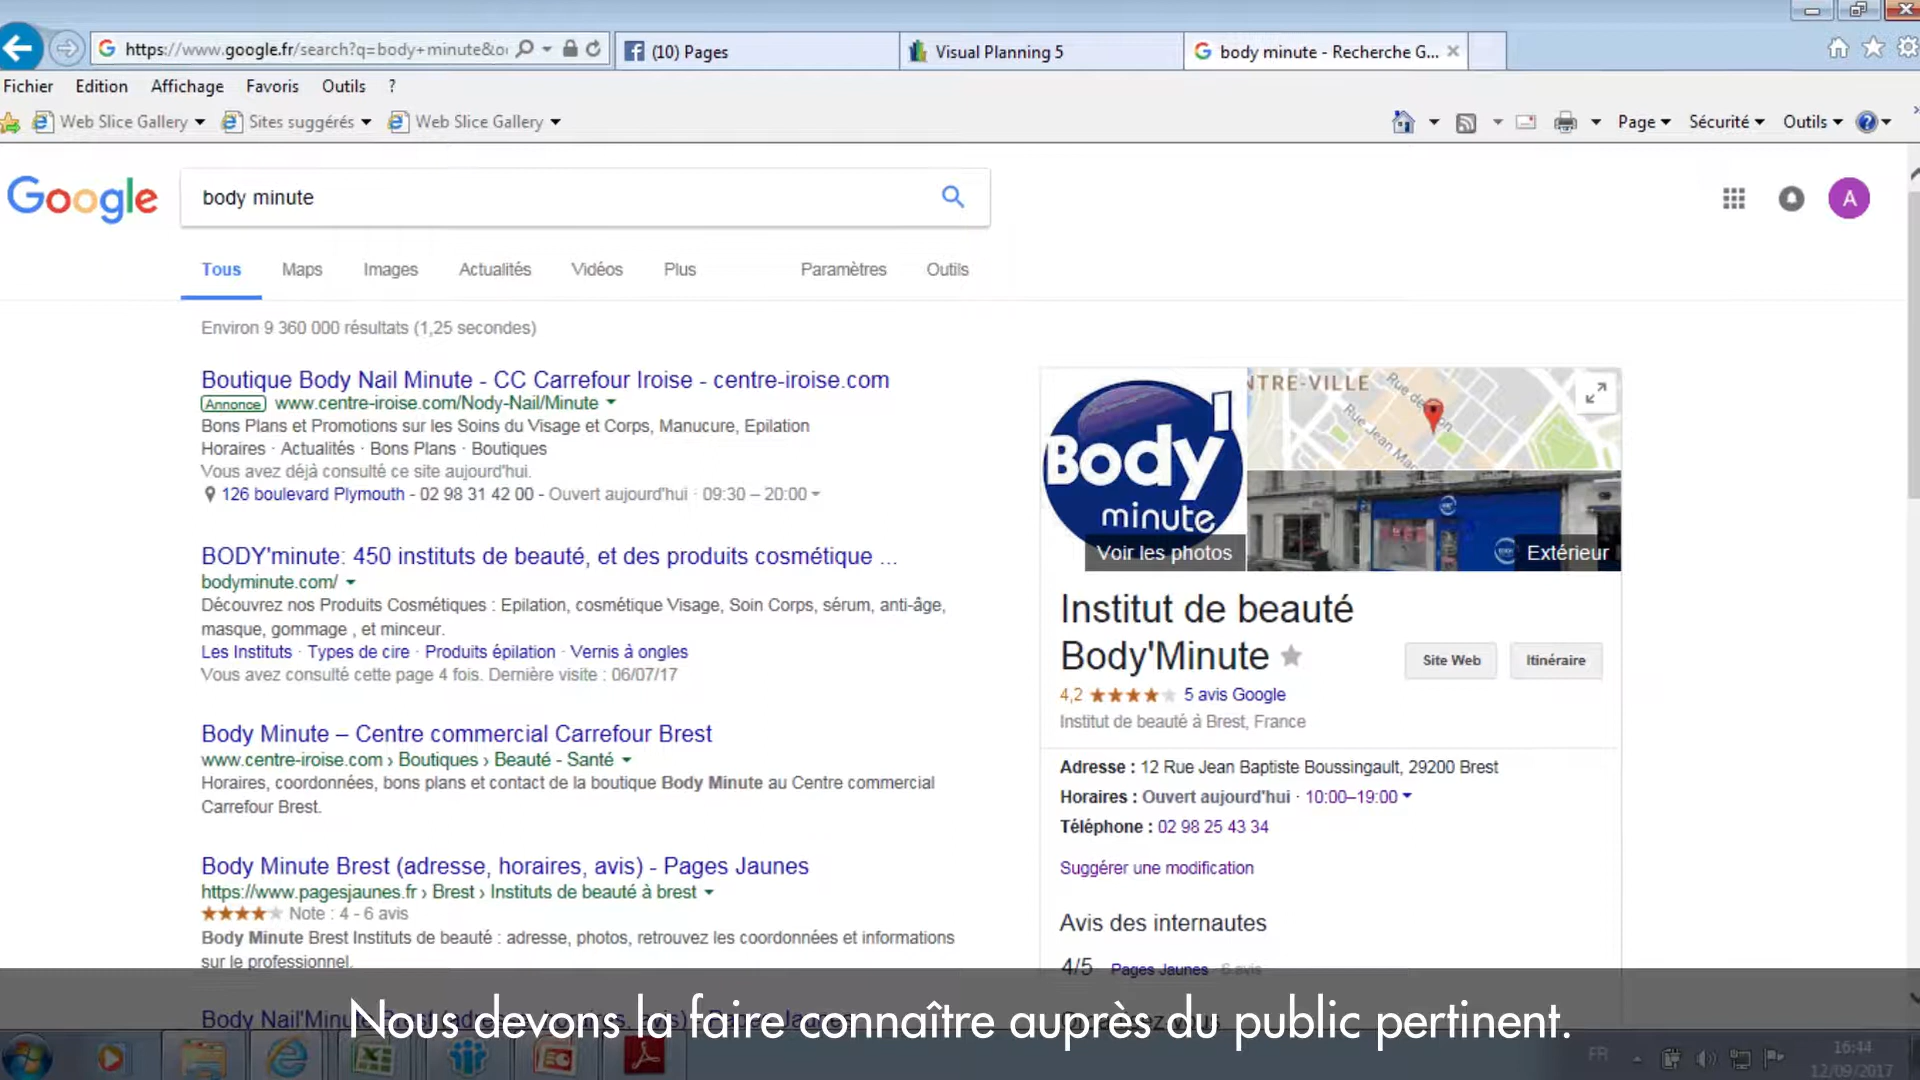 https://www.google.fr/search?q=body+minute&o
(10) Pages
Visual Planning 5
body minute - Recherche G...
Fichier Edition Affichage Favoris Outils ?
Web Slice Gallery
Sites suggérés
Web Slice Gallery
Page
Sécurité
Outils
Google
body minute
A
Tous Maps Images Actualités Vidéos Plus Paramètres Outils
Environ 9 360 000 résultats (1,25 secondes)
Boutique Body Nail Minute - CC Carrefour Iroise - centre-iroise.com
Annonce www.centre-iroise.com/Nody-Nail/Minute
Bons Plans et Promotions sur les Soins du Visage et Corps, Manucure, Epilation
Horaires · Actualités · Bons Plans · Boutiques
Vous avez déjà consulté ce site aujourd'hui.
126 boulevard Plymouth - 02 98 31 42 00 - Ouvert aujourd'hui · 09:30 – 20:00
BODY'minute: 450 instituts de beauté, et des produits cosmétique ...
bodyminute.com/
Découvrez nos Produits Cosmétiques : Epilation, cosmétique Visage, Soin Corps, sérum, anti-âge,
masque, gommage , et minceur.
Les Instituts · Types de cire · Produits épilation · Vernis à ongles
Vous avez consulté cette page 4 fois. Dernière visite : 06/07/17
Body Minute – Centre commercial Carrefour Brest
www.centre-iroise.com › Boutiques › Beauté - Santé
Horaires, coordonnées, bons plans et contact de la boutique Body Minute au Centre commercial
Carrefour Brest.
Body Minute Brest (adresse, horaires, avis) - Pages Jaunes
https://www.pagesjaunes.fr › Brest › Instituts de beauté à brest
Note : 4 - 6 avis
Body Minute Brest Instituts de beauté : adresse, photos, retrouvez les coordonnées et informations
sur le professionnel.
Body Nail'Minu
Body'
minute
Voir les photos
NTRE-VILLE
Rue Jean Mac
Extérieur
Institut de beauté
Body'Minute
Site Web
Itinéraire
4,2 5 avis Google
Institut de beauté à Brest, France
Adresse : 12 Rue Jean Baptiste Boussingault, 29200 Brest
Horaires : Ouvert aujourd'hui · 10:00–19:00
Téléphone : 02 98 25 43 34
Suggérer une modification
Avis des internautes
4/5 Pages Jaunes · 6 avis
Nous devons la faire connaître auprès du public pertinent.
FR
16:44
12/09/2017